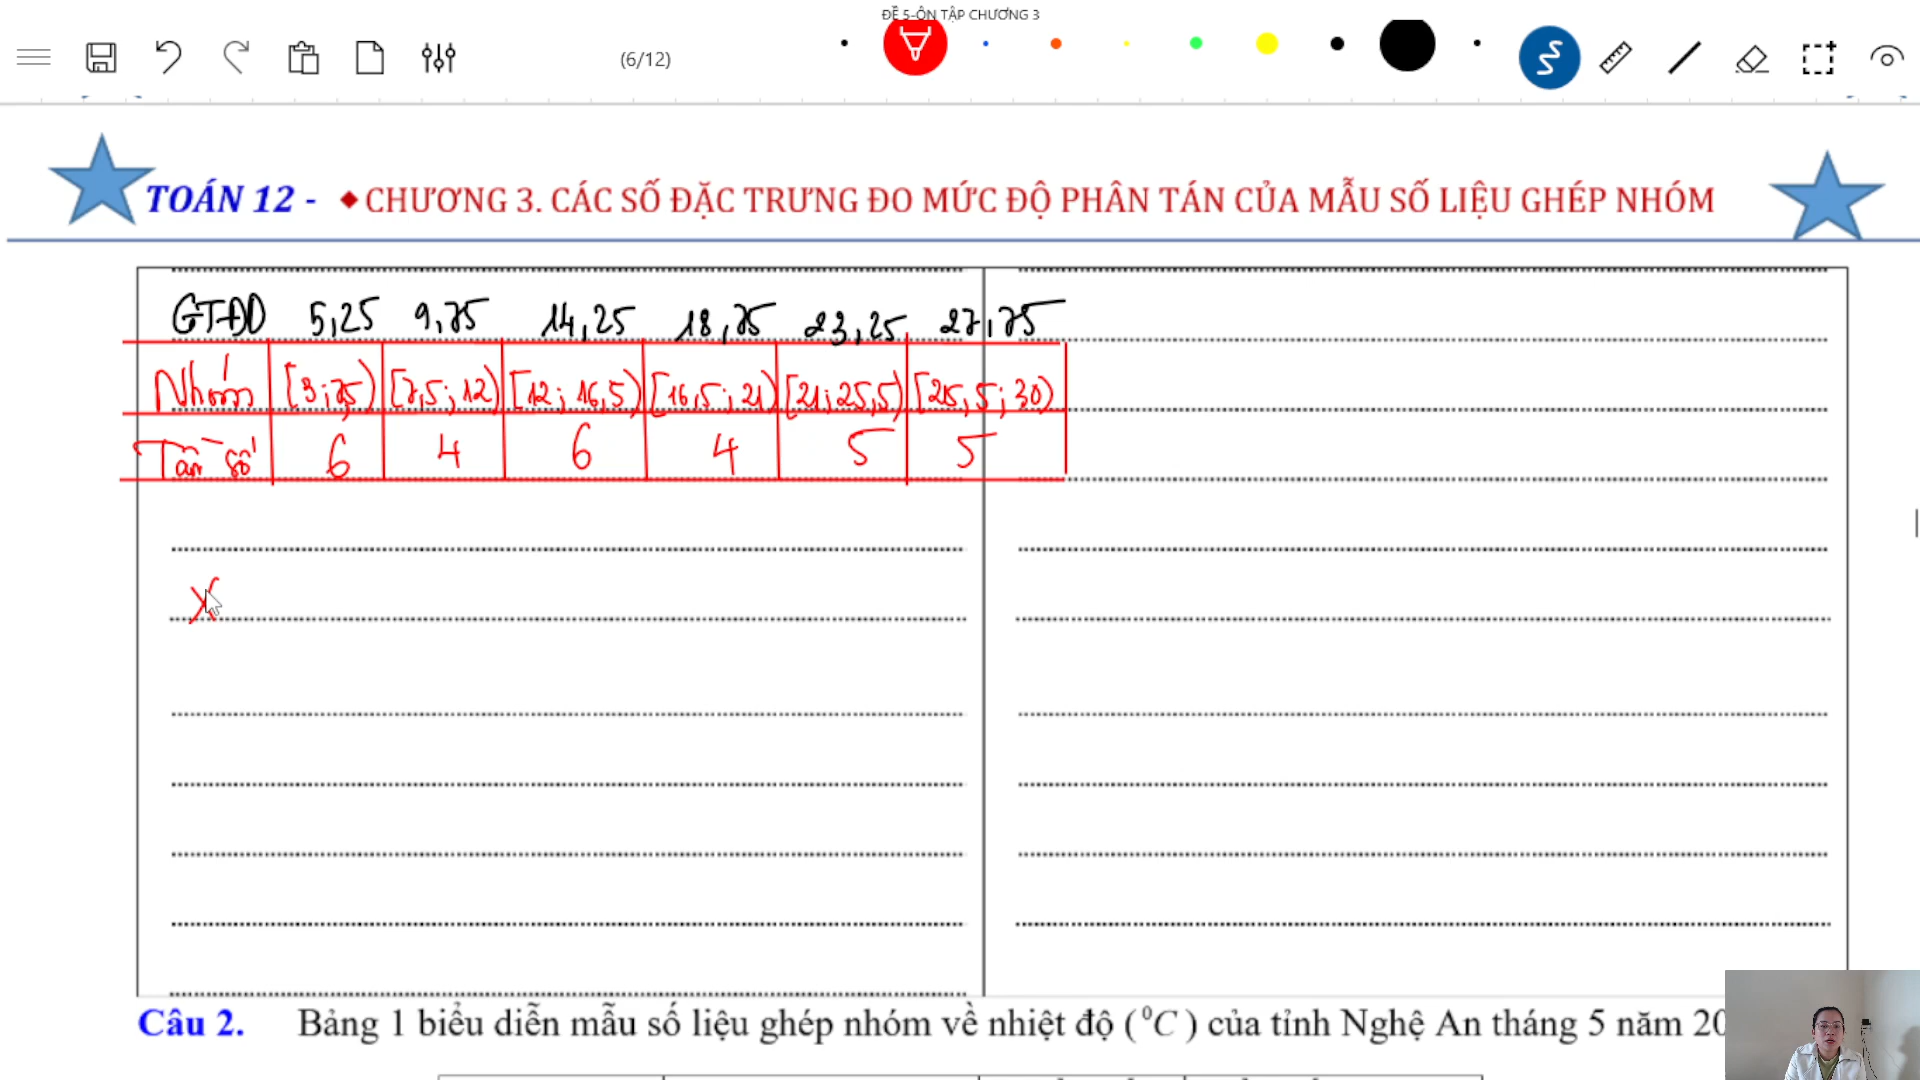 ĐỀ 5-ÔN TẬP CHƯƠNG 3
(6/12)
TOÁN 12 - ◆ CHƯƠNG 3. CÁC SỐ ĐẶC TRƯNG ĐO MỨC ĐỘ PHÂN TÁN CỦA MẪU SỐ LIỆU GHÉP NHÓM
GTĐD 5,25 9,75 14,25 18,75 23,25 27,75
Nhóm [3;7,5) [7,5;12) [12;16,5) [16,5;21) [21;25,5) [25,5;30)
Tần số 6 4 6 4 5 5
x
Câu 2. Bảng 1 biểu diễn mẫu số liệu ghép nhóm về nhiệt độ (⁰C) của tỉnh Nghệ An tháng 5 năm 20